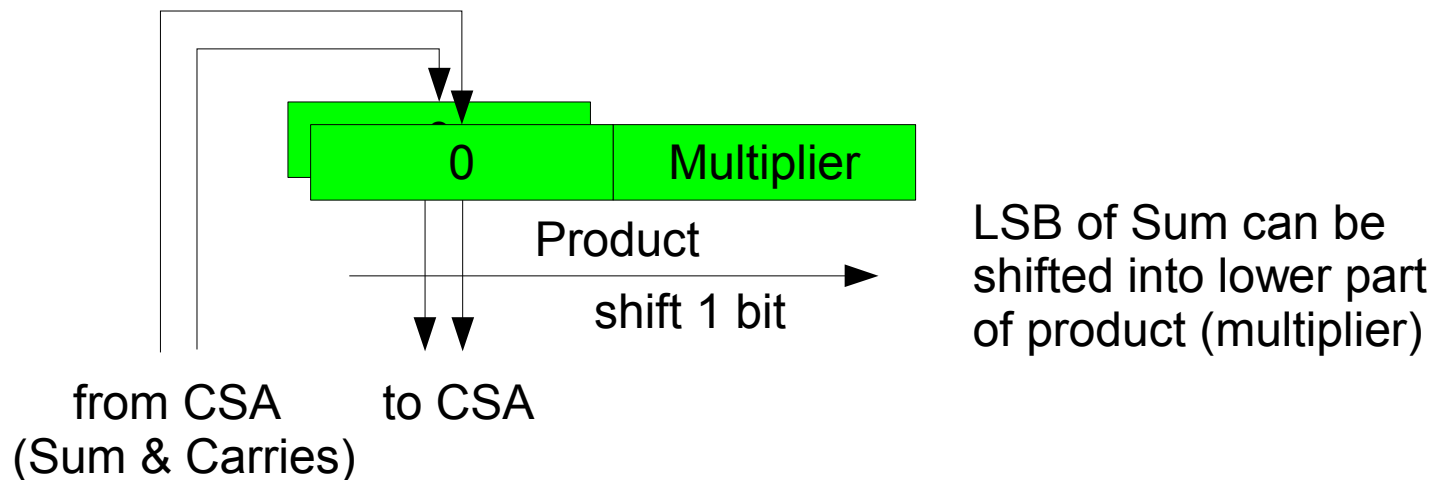 0
Multiplier
Product
shift 1 bit
LSB of Sum can be
shifted into lower part
of product (multiplier)
from CSA
(Sum & Carries)
to CSA